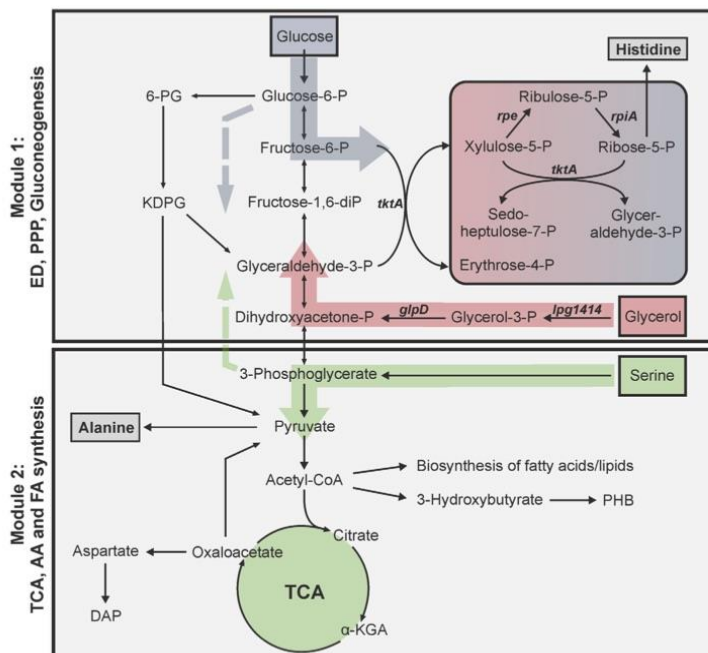 Module 1:
ED, PPP, Gluconeogenesis
Glucose
Histidine
6-PG
Glucose-6-P
Ribulose-5-P
rpe
rpiA
Fructose-6-P
Xylulose-5-P
Ribose-5-P
tktA
KDPG
Fructose-1,6-diP
tktA
Sedo-
heptulose-7-P
Glycer-
aldehyde-3-P
Glyceraldehyde-3-P
Erythrose-4-P
Dihydroxyacetone-P
glpD
Glycerol-3-P
lpg1414
Glycerol
Module 2:
TCA, AA and FA synthesis
3-Phosphoglycerate
Serine
Alanine
Pyruvate
Acetyl-CoA
Biosynthesis of fatty acids/lipids
3-Hydroxybutyrate
PHB
Citrate
Aspartate
Oxaloacetate
TCA
DAP
α-KGA